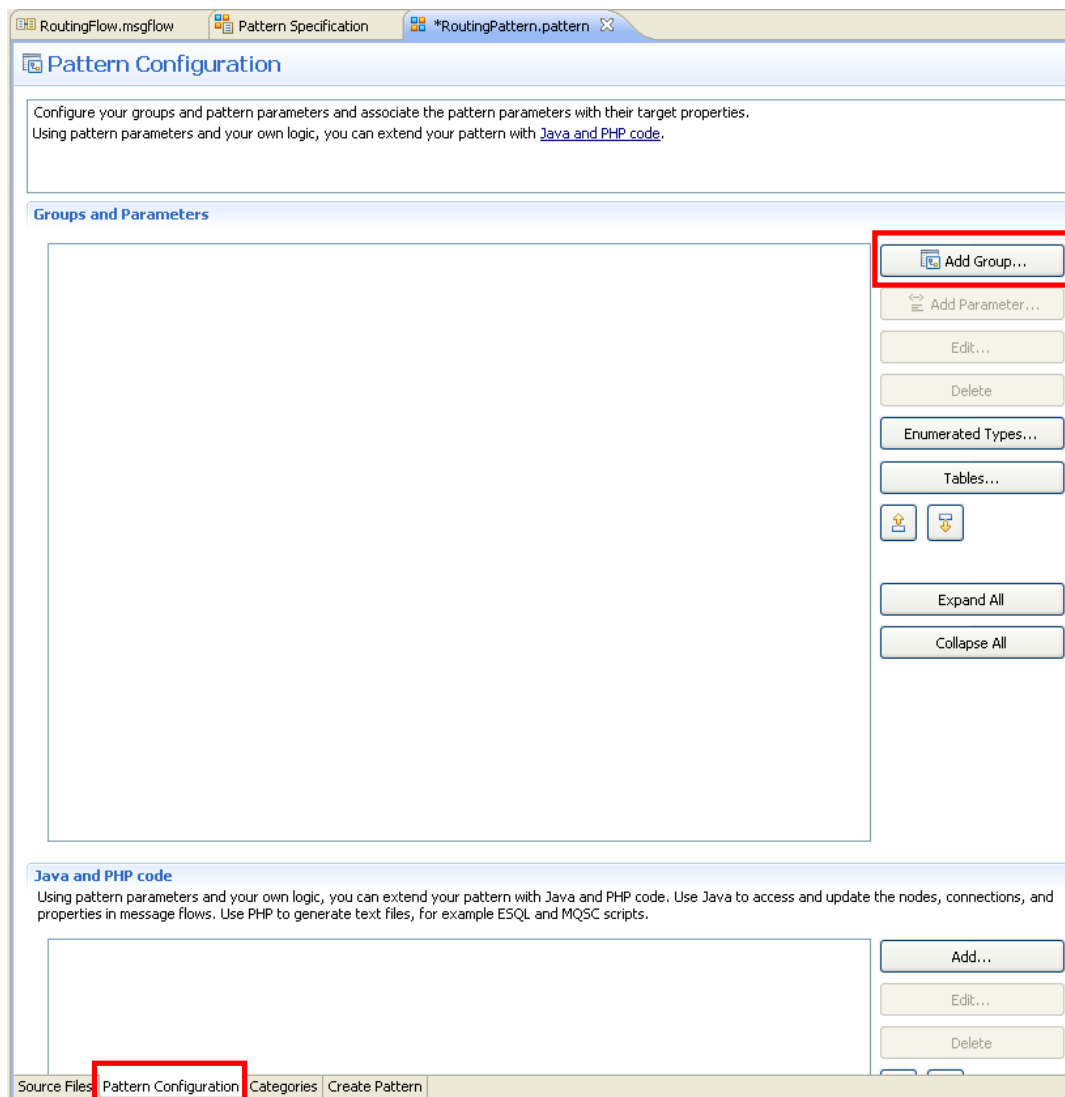 RoutingFlow.msgflow Pattern Specification *RoutingPattern.pattern
Pattern Configuration
Configure your groups and pattern parameters and associate the pattern parameters with their target properties.
Using pattern parameters and your own logic, you can extend your pattern with Java and PHP code.
Groups and Parameters
Add Group...
Add Parameter...
Edit...
Delete
Enumerated Types...
Tables...
Expand All
Collapse All
Java and PHP code
Using pattern parameters and your own logic, you can extend your pattern with Java and PHP code. Use Java to access and update the nodes, connections, and
properties in message flows. Use PHP to generate text files, for example ESQL and MQSC scripts.
Add...
Edit...
Delete
Source Files Pattern Configuration Categories Create Pattern